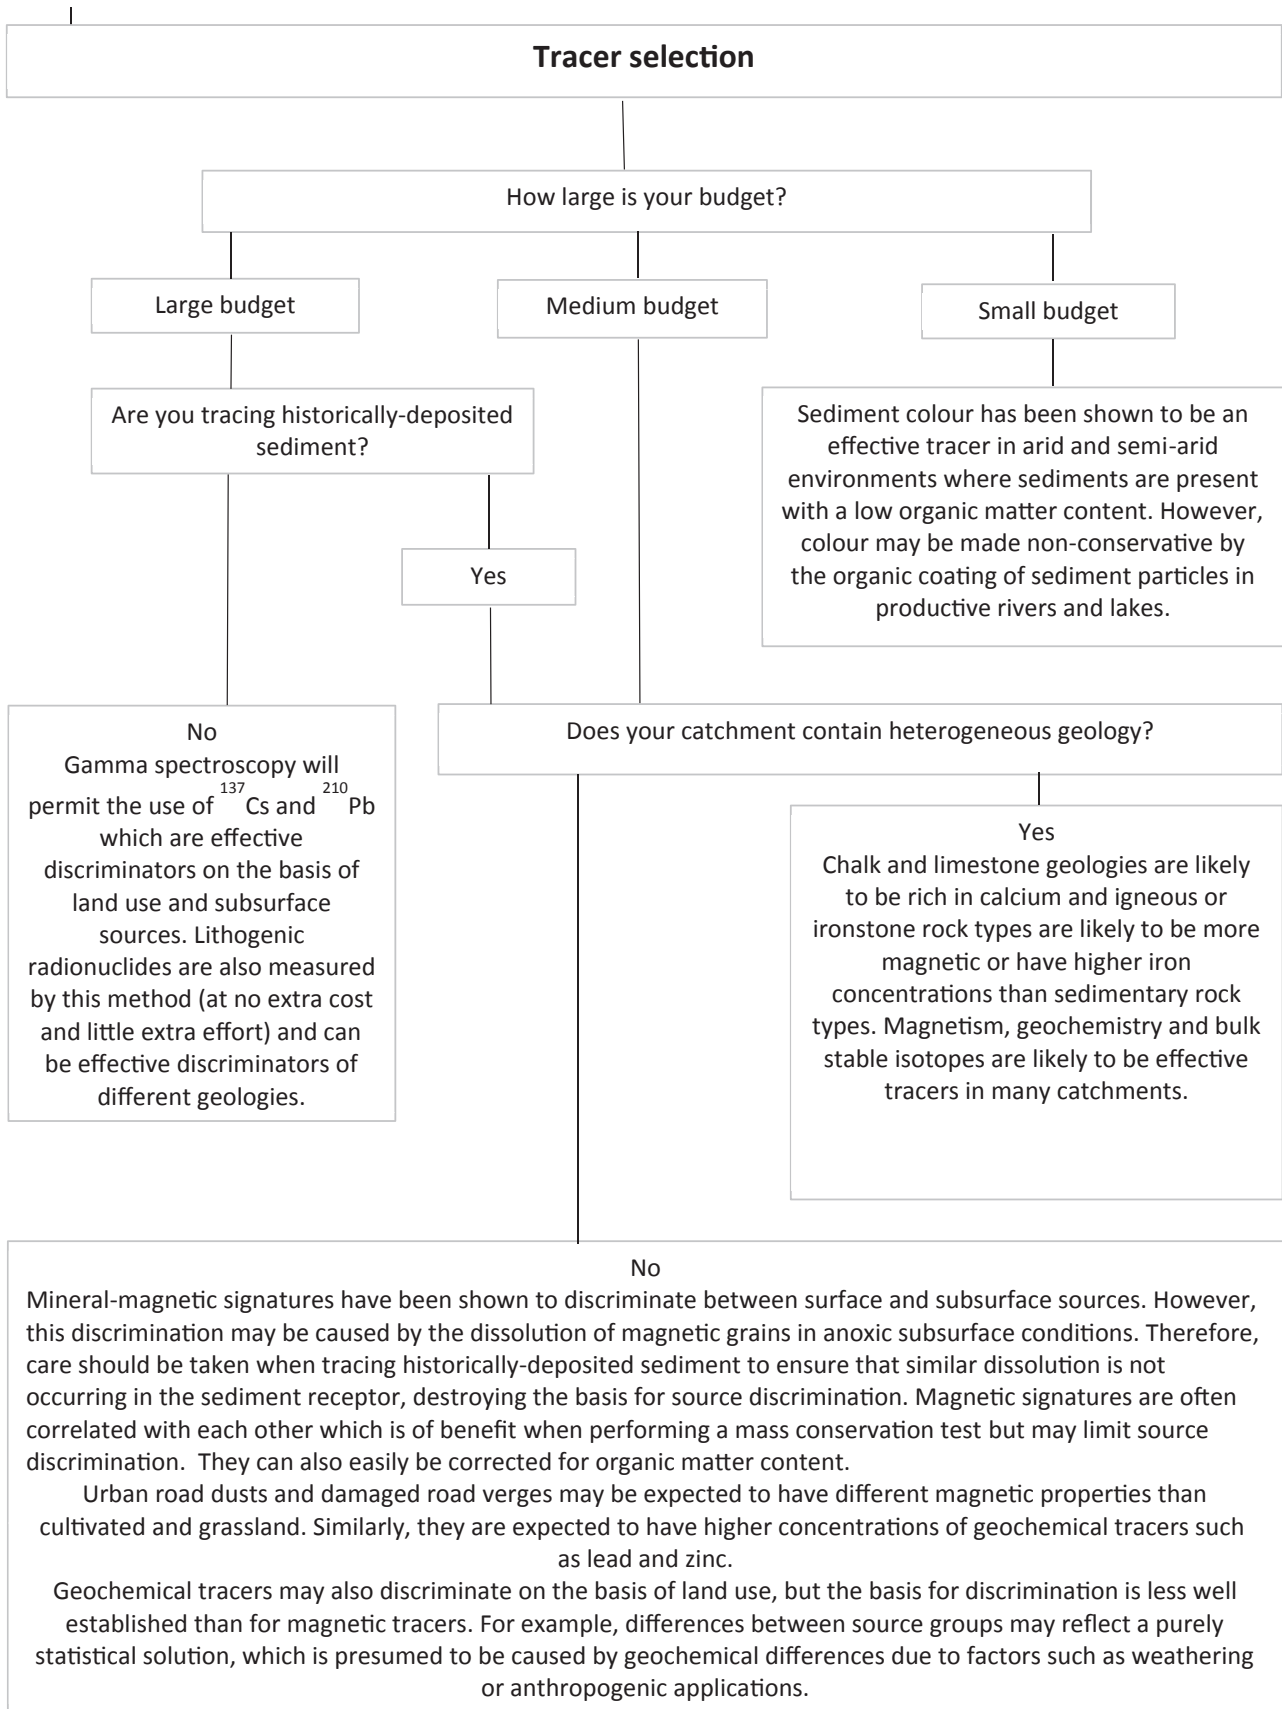 Tracer selection
How large is your budget?
Large budget
Medium budget
Small budget
Are you tracing historically-deposited
sediment?
Sediment colour has been shown to be an
effective tracer in arid and semi-arid
environments where sediments are present
with a low organic matter content. However,
colour may be made non-conservative by
the organic coating of sediment particles in
productive rivers and lakes.
Yes
No
Gamma spectroscopy will
permit the use of 137Cs and 210Pb
which are effective
discriminators on the basis of
land use and subsurface
sources. Lithogenic
radionuclides are also measured
by this method (at no extra cost
and little extra effort) and can
be effective discriminators of
different geologies.
Does your catchment contain heterogeneous geology?
Yes
Chalk and limestone geologies are likely
to be rich in calcium and igneous or
ironstone rock types are likely to be more
magnetic or have higher iron
concentrations than sedimentary rock
types. Magnetism, geochemistry and bulk
stable isotopes are likely to be effective
tracers in many catchments.
No
Mineral-magnetic signatures have been shown to discriminate between surface and subsurface sources. However,
this discrimination may be caused by the dissolution of magnetic grains in anoxic subsurface conditions. Therefore,
care should be taken when tracing historically-deposited sediment to ensure that similar dissolution is not
occurring in the sediment receptor, destroying the basis for source discrimination. Magnetic signatures are often
correlated with each other which is of benefit when performing a mass conservation test but may limit source
discrimination. They can also easily be corrected for organic matter content.
Urban road dusts and damaged road verges may be expected to have different magnetic properties than
cultivated and grassland. Similarly, they are expected to have higher concentrations of geochemical tracers such
as lead and zinc.
Geochemical tracers may also discriminate on the basis of land use, but the basis for discrimination is less well
established than for magnetic tracers. For example, differences between source groups may reflect a purely
statistical solution, which is presumed to be caused by geochemical differences due to factors such as weathering
or anthropogenic applications.